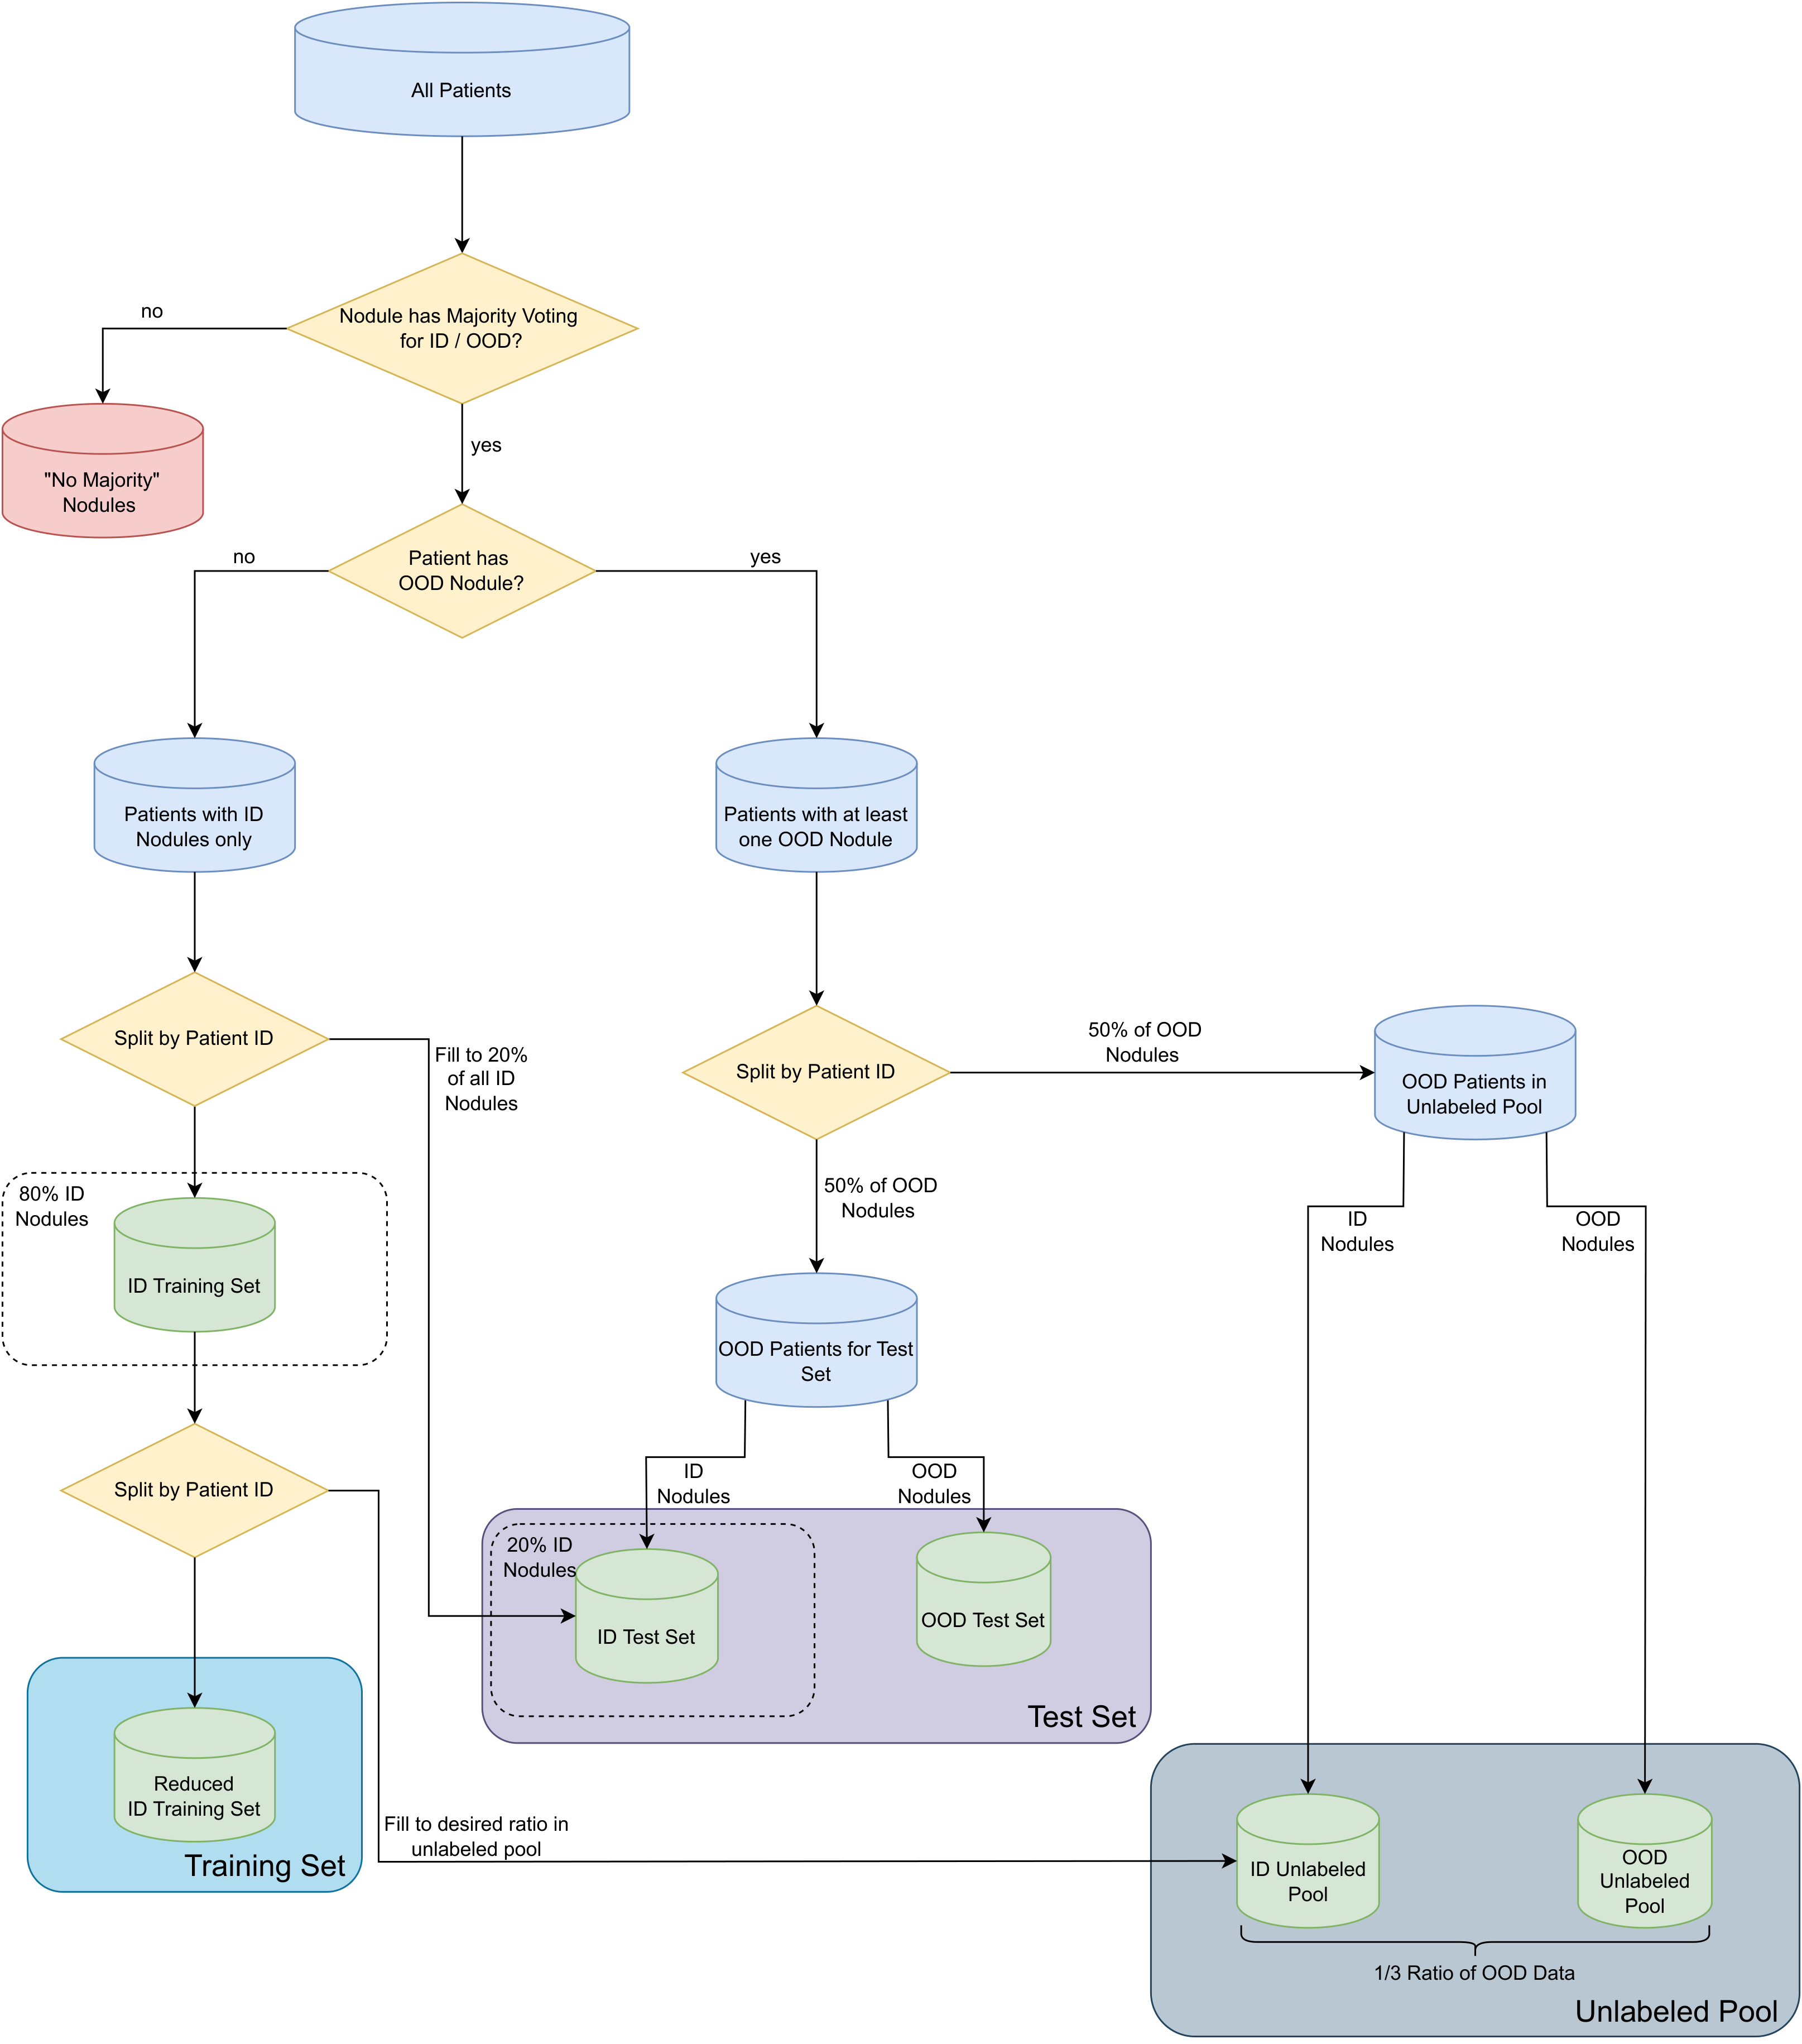 All Patients
Nodule has Majority Voting
for ID / OOD?
no
yes
"No Majority"
Nodules
Patient has
OOD Nodule?
no
yes
Patients with ID
Nodules only
Patients with at least
one OOD Nodule
Split by Patient ID
Fill to 20%
of all ID
Nodules
Split by Patient ID
50% of OOD
Nodules
OOD Patients in
Unlabeled Pool
80% ID
Nodules
ID Training Set
50% of OOD
Nodules
ID
Nodules
OOD
Nodules
OOD Patients for Test
Set
Split by Patient ID
ID
Nodules
OOD
Nodules
20% ID
Nodules
ID Test Set
OOD Test Set
Test Set
Reduced
ID Training Set
Training Set
Fill to desired ratio in
unlabeled pool
ID Unlabeled
Pool
OOD
Unlabeled
Pool
1/3 Ratio of OOD Data
Unlabeled Pool